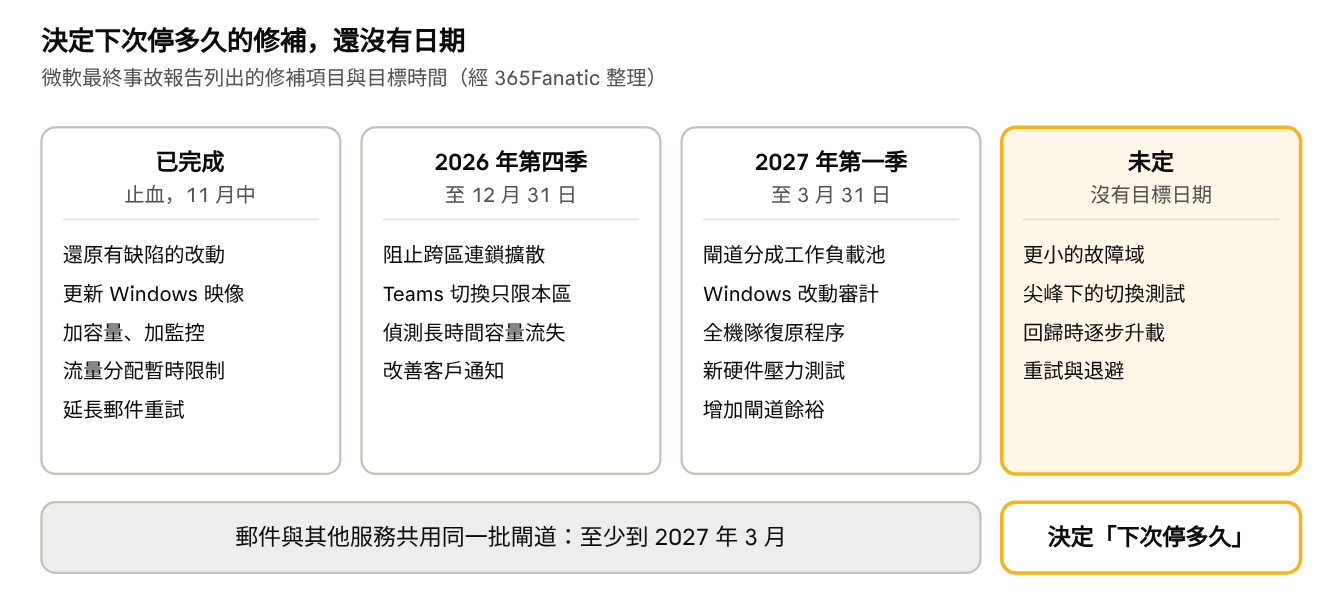 決定下次停多久的修補，還沒有日期
微軟最終事故報告列出的修補項目與目標時間（經 365Fanatic 整理）
已完成
止血，11 月中
還原有缺陷的改動
更新 Windows 映像
加容量、加監控
流量分配暫時限制
延長郵件重試
2026 年第四季
至 12 月 31 日
阻止跨區連鎖擴散
Teams 切換只限本區
偵測長時間容量流失
改善客戶通知
2027 年第一季
至 3 月 31 日
閘道分成工作負載池
Windows 改動審計
全機隊復原程序
新硬件壓力測試
增加閘道餘裕
未定
沒有目標日期
更小的故障域
尖峰下的切換測試
回歸時逐步升載
重試與退避
郵件與其他服務共用同一批閘道：至少到 2027 年 3 月
決定「下次停多久」